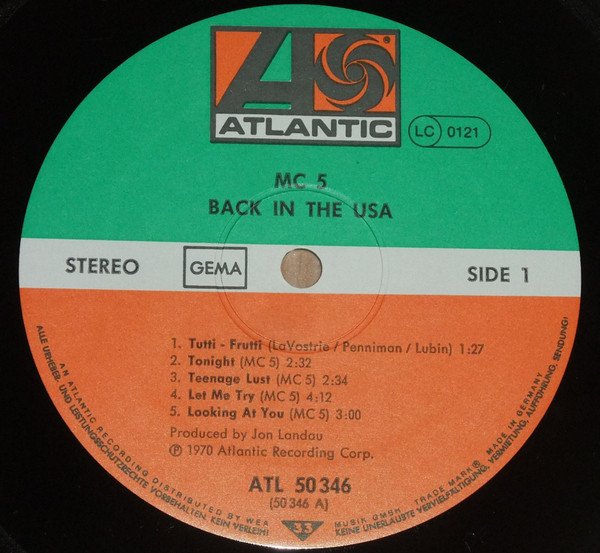 ATLANTIC
®
LC 0121
MC 5
BACK IN THE USA
STEREO
GEMA
SIDE 1
1. Tutti - Frutti (LaVostrie / Penniman / Lubin) 1:27
2. Tonight (MC 5) 2:32
3. Teenage Lust (MC 5) 2:34
4. Let Me Try (MC 5) 4:12
5. Looking At You (MC 5) 3:00
Produced by Jon Landau
℗ 1970 Atlantic Recording Corp.
ATL 50 346
(50 346 A)
33
AN ATLANTIC RECORDING DISTRIBUTED BY WEA MUSIK GMBH TRADE MARK ® MADE IN GERMANY
ALLE URHEBER- UND LEISTUNGSSCHUTZRECHTE VORBEHALTEN. KEIN VERLEIH! KEINE UNERLAUBTE VERVIELFÄLTIGUNG, VERMIETUNG, AUFFÜHRUNG, SENDUNG!